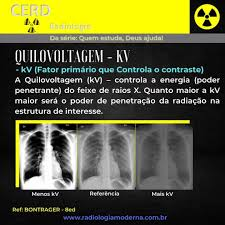 CERD
Radiologia
Da série: Quem estuda, Deus ajuda!
QUILOVOLTAGEM - KV
- kV (Fator primário que Controla o contraste)
A Quilovoltagem (kV) – controla a energia (poder
penetrante) do feixe de raios X. Quanto maior a kV
maior será o poder de penetração da radiação na
estrutura de interesse.
Menos kV
Referência
Mais kV
Ref: BONTRAGER - 8ed
www.radiologiamoderna.com.br